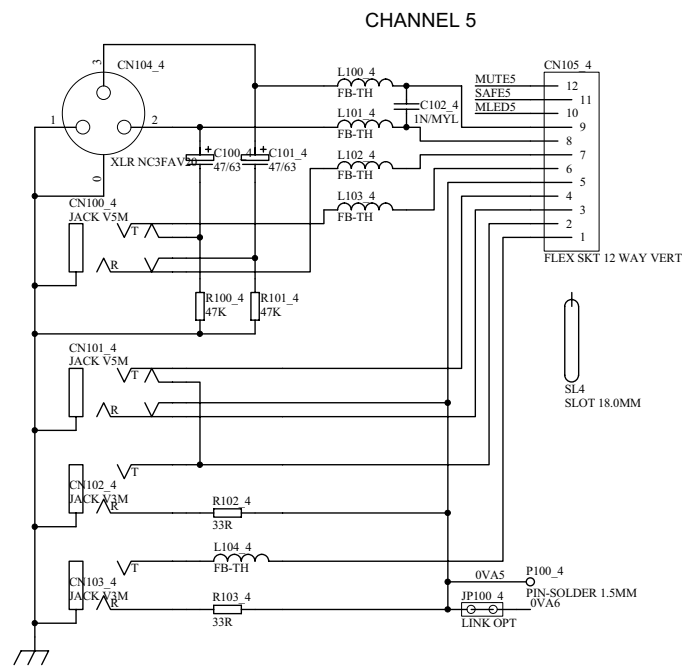 CHANNEL 5
CN104_4
3
1
2
0
XLR NC3FAV20
L100_4
FB-TH
L101_4
FB-TH
C102_4
1N/MYL
L102_4
FB-TH
L103_4
FB-TH
+
C100_4
47/63
+
C101_4
47/63
CN105_4
MUTE5
SAFE5
MLED5
12
11
10
9
8
7
6
5
4
3
2
1
FLEX SKT 12 WAY VERT
CN100_4
JACK V5M
T
R
R100_4
47K
R101_4
47K
CN101_4
JACK V5M
T
R
SL4
SLOT 18.0MM
CN102_4
JACK V3M
T
R
R102_4
33R
L104_4
FB-TH
CN103_4
JACK V3M
T
R
R103_4
33R
0VA5
P100_4
PIN-SOLDER 1.5MM
JP100_4
0VA6
LINK OPT